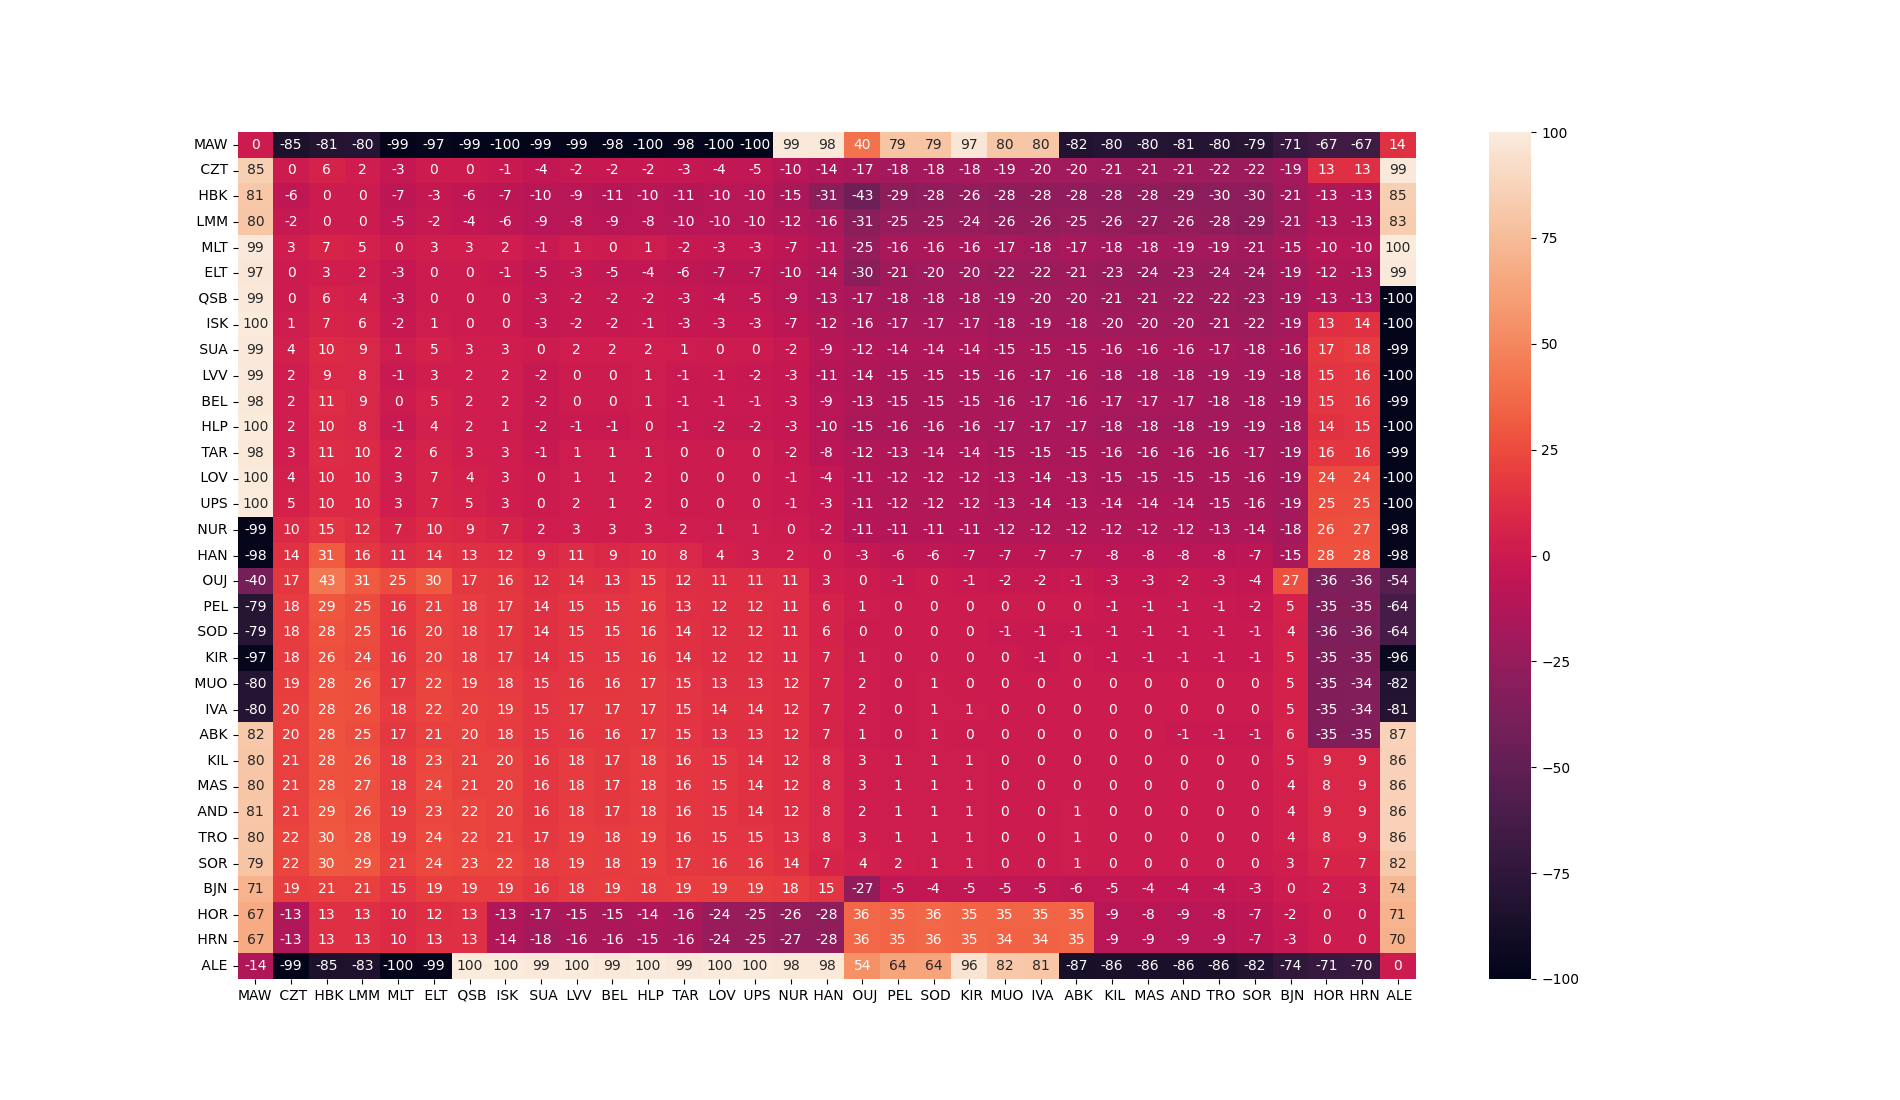 MAW 0 -85 -81 -80 -99 -97 -99 -100 -99 -99 -98 -100 -98 -100 -100 99 98 40 79 79 97 80 80 -82 -80 -80 -81 -80 -79 -71 -67 -67 14 100
CZT 85 0 6 2 -3 0 0 -1 -4 -2 -2 -2 -3 -4 -5 -10 -14 -17 -18 -18 -18 -19 -20 -20 -21 -21 -21 -22 -22 -19 13 13 99
HBK 81 -6 0 0 -7 -3 -6 -7 -10 -9 -11 -10 -11 -10 -10 -15 -31 -43 -29 -28 -26 -28 -28 -28 -28 -28 -29 -30 -30 -21 -13 -13 85
LMM 80 -2 0 0 -5 -2 -4 -6 -9 -8 -9 -8 -10 -10 -10 -12 -16 -31 -25 -25 -24 -26 -26 -25 -26 -27 -26 -28 -29 -21 -13 -13 83
MLT 99 3 7 5 0 3 3 2 -1 1 0 1 -2 -3 -3 -7 -11 -25 -16 -16 -16 -17 -18 -17 -18 -18 -19 -19 -21 -15 -10 -10 100 75
ELT 97 0 3 2 -3 0 0 -1 -5 -3 -5 -4 -6 -7 -7 -10 -14 -30 -21 -20 -20 -22 -22 -21 -23 -24 -23 -24 -24 -19 -12 -13 99
QSB 99 0 6 4 -3 0 0 0 -3 -2 -2 -2 -3 -4 -5 -9 -13 -17 -18 -18 -18 -19 -20 -20 -21 -21 -22 -22 -23 -19 -13 -13 -100
ISK 100 1 7 6 -2 1 0 0 -3 -2 -2 -1 -3 -3 -3 -7 -12 -16 -17 -17 -17 -18 -19 -18 -20 -20 -20 -21 -22 -19 13 14 -100
SUA 99 4 10 9 1 5 3 3 0 2 2 2 1 0 0 -2 -9 -12 -14 -14 -14 -15 -15 -15 -16 -16 -16 -17 -18 -16 17 18 -99 50
LVV 99 2 9 8 -1 3 2 2 -2 0 0 1 -1 -1 -2 -3 -11 -14 -15 -15 -15 -16 -17 -16 -18 -18 -18 -19 -19 -18 15 16 -100
BEL 98 2 11 9 0 5 2 2 -2 0 0 1 -1 -1 -1 -3 -9 -13 -15 -15 -15 -16 -17 -16 -17 -17 -17 -18 -18 -19 15 16 -99
HLP 100 2 10 8 -1 4 2 1 -2 -1 -1 0 -1 -2 -2 -3 -10 -15 -16 -16 -16 -17 -17 -17 -18 -18 -18 -19 -19 -18 14 15 -100
TAR 98 3 11 10 2 6 3 3 -1 1 1 1 0 0 0 -2 -8 -12 -13 -14 -14 -15 -15 -15 -16 -16 -16 -16 -17 -19 16 16 -99 25
LOV 100 4 10 10 3 7 4 3 0 1 1 2 0 0 0 -1 -4 -11 -12 -12 -12 -13 -14 -13 -15 -15 -15 -15 -16 -19 24 24 -100
UPS 100 5 10 10 3 7 5 3 0 2 1 2 0 0 0 -1 -3 -11 -12 -12 -12 -13 -14 -13 -14 -14 -14 -15 -16 -19 25 25 -100
NUR -99 10 15 12 7 10 9 7 2 3 3 3 2 1 1 0 -2 -11 -11 -11 -11 -12 -12 -12 -12 -12 -12 -13 -14 -18 26 27 -98
HAN -98 14 31 16 11 14 13 12 9 11 9 10 8 4 3 2 0 -3 -6 -6 -7 -7 -7 -7 -8 -8 -8 -8 -7 -15 28 28 -98 0
OUJ -40 17 43 31 25 30 17 16 12 14 13 15 12 11 11 11 3 0 -1 0 -1 -2 -2 -1 -3 -3 -2 -3 -4 27 -36 -36 -54
PEL -79 18 29 25 16 21 18 17 14 15 15 16 13 12 12 11 6 1 0 0 0 0 0 0 -1 -1 -1 -1 -2 5 -35 -35 -64
SOD -79 18 28 25 16 20 18 17 14 15 15 16 14 12 12 11 6 0 0 0 0 -1 -1 -1 -1 -1 -1 -1 -1 4 -36 -36 -64
KIR -97 18 26 24 16 20 18 17 14 15 15 16 14 12 12 11 7 1 0 0 0 0 -1 0 -1 -1 -1 -1 -1 5 -35 -35 -96 −25
MUO -80 19 28 26 17 22 19 18 15 16 16 17 15 13 13 12 7 2 0 1 0 0 0 0 0 0 0 0 0 5 -35 -34 -82
IVA -80 20 28 26 18 22 20 19 15 17 17 17 15 14 14 12 7 2 0 1 1 0 0 0 0 0 0 0 0 5 -35 -34 -81
ABK 82 20 28 25 17 21 20 18 15 16 16 17 15 13 13 12 7 1 0 1 0 0 0 0 0 0 -1 -1 -1 6 -35 -35 87
KIL 80 21 28 26 18 23 21 20 16 18 17 18 16 15 14 12 8 3 1 1 1 0 0 0 0 0 0 0 0 5 9 9 86 −50
MAS 80 21 28 27 18 24 21 20 16 18 17 18 16 15 14 12 8 3 1 1 1 0 0 0 0 0 0 0 0 4 8 9 86
AND 81 21 29 26 19 23 22 20 16 18 17 18 16 15 14 12 8 2 1 1 1 0 0 1 0 0 0 0 0 4 9 9 86
TRO 80 22 30 28 19 24 22 21 17 19 18 19 16 15 15 13 8 3 1 1 1 0 0 1 0 0 0 0 0 4 8 9 86
SOR 79 22 30 29 21 24 23 22 18 19 18 19 17 16 16 14 7 4 2 1 1 0 0 1 0 0 0 0 0 3 7 7 82 −75
BJN 71 19 21 21 15 19 19 19 16 18 19 18 19 19 19 18 15 -27 -5 -4 -5 -5 -5 -6 -5 -4 -4 -4 -3 0 2 3 74
HOR 67 -13 13 13 10 12 13 -13 -17 -15 -15 -14 -16 -24 -25 -26 -28 36 35 36 35 35 35 35 -9 -8 -9 -8 -7 -2 0 0 71
HRN 67 -13 13 13 10 13 13 -14 -18 -16 -16 -15 -16 -24 -25 -27 -28 36 35 36 35 34 34 35 -9 -9 -9 -9 -7 -3 0 0 70
ALE -14 -99 -85 -83 -100 -99 100 100 99 100 99 100 99 100 100 98 98 54 64 64 96 82 81 -87 -86 -86 -86 -86 -82 -74 -71 -70 0 −100
MAW CZT HBK LMM MLT ELT QSB ISK SUA LVV BEL HLP TAR LOV UPS NUR HAN OUJ PEL SOD KIR MUO IVA ABK KIL MAS AND TRO SOR BJN HOR HRN ALE